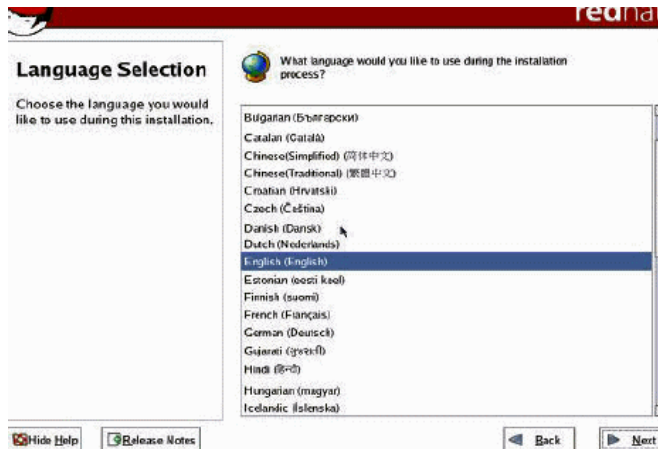 redha
Language Selection
Choose the language you would
like to use during this installation.
What language would you like to use during the installation
process?
Bulgarian (Български)
Catalan (Català)
Chinese(Simplified) (简体中文)
Chinese(Traditional) (繁體中文)
Croatian (Hrvatski)
Czech (Čeština)
Danish (Dansk)
Dutch (Nederlands)
English (English)
Estonian (eesti keel)
Finnish (suomi)
French (Français)
German (Deutsch)
Gujarati (ગુજરાતી)
Hindi (हिन्दी)
Hungarian (magyar)
Icelandic (Íslenska)
Hide Help
Release Notes
Back
Next